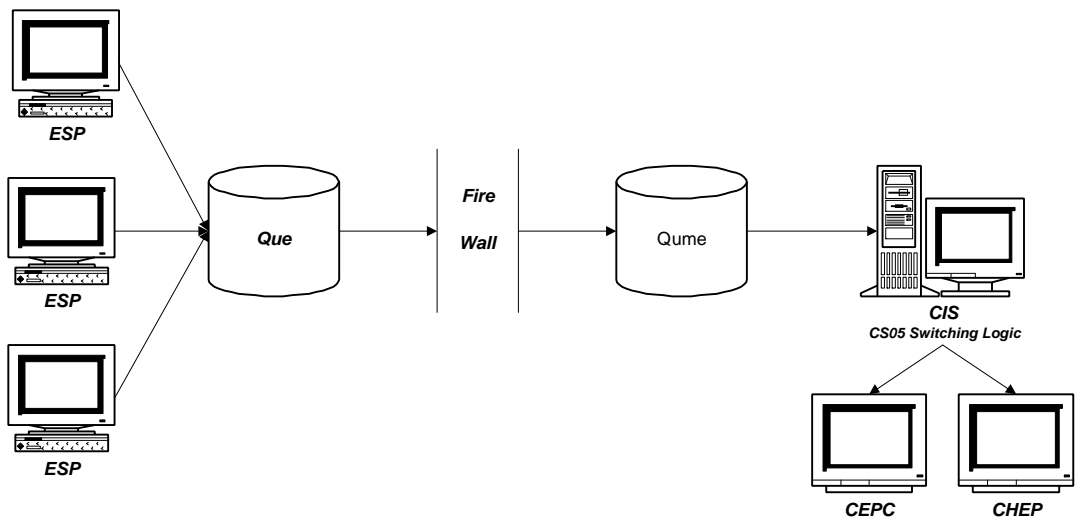 ESP
ESP
ESP
Que
Fire
Wall
Qume
CIS
CS05 Switching Logic
CEPC
CHEP